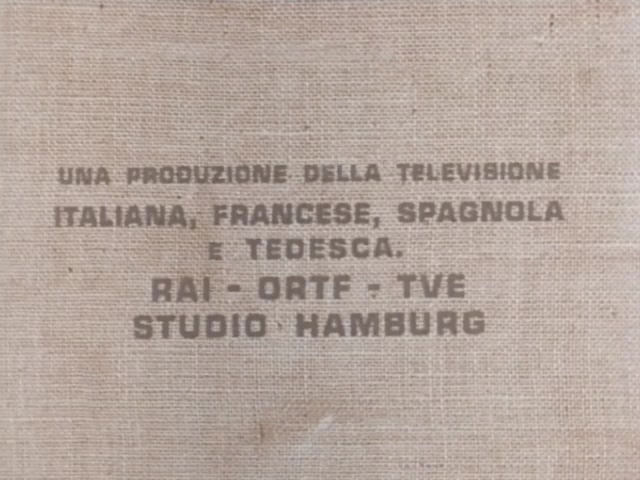 UNA PRODUZIONE DELLA TELEVISIONE
ITALIANA, FRANCESE, SPAGNOLA
E TEDESCA.
RAI - ORTF - TVE
STUDIO HAMBURG